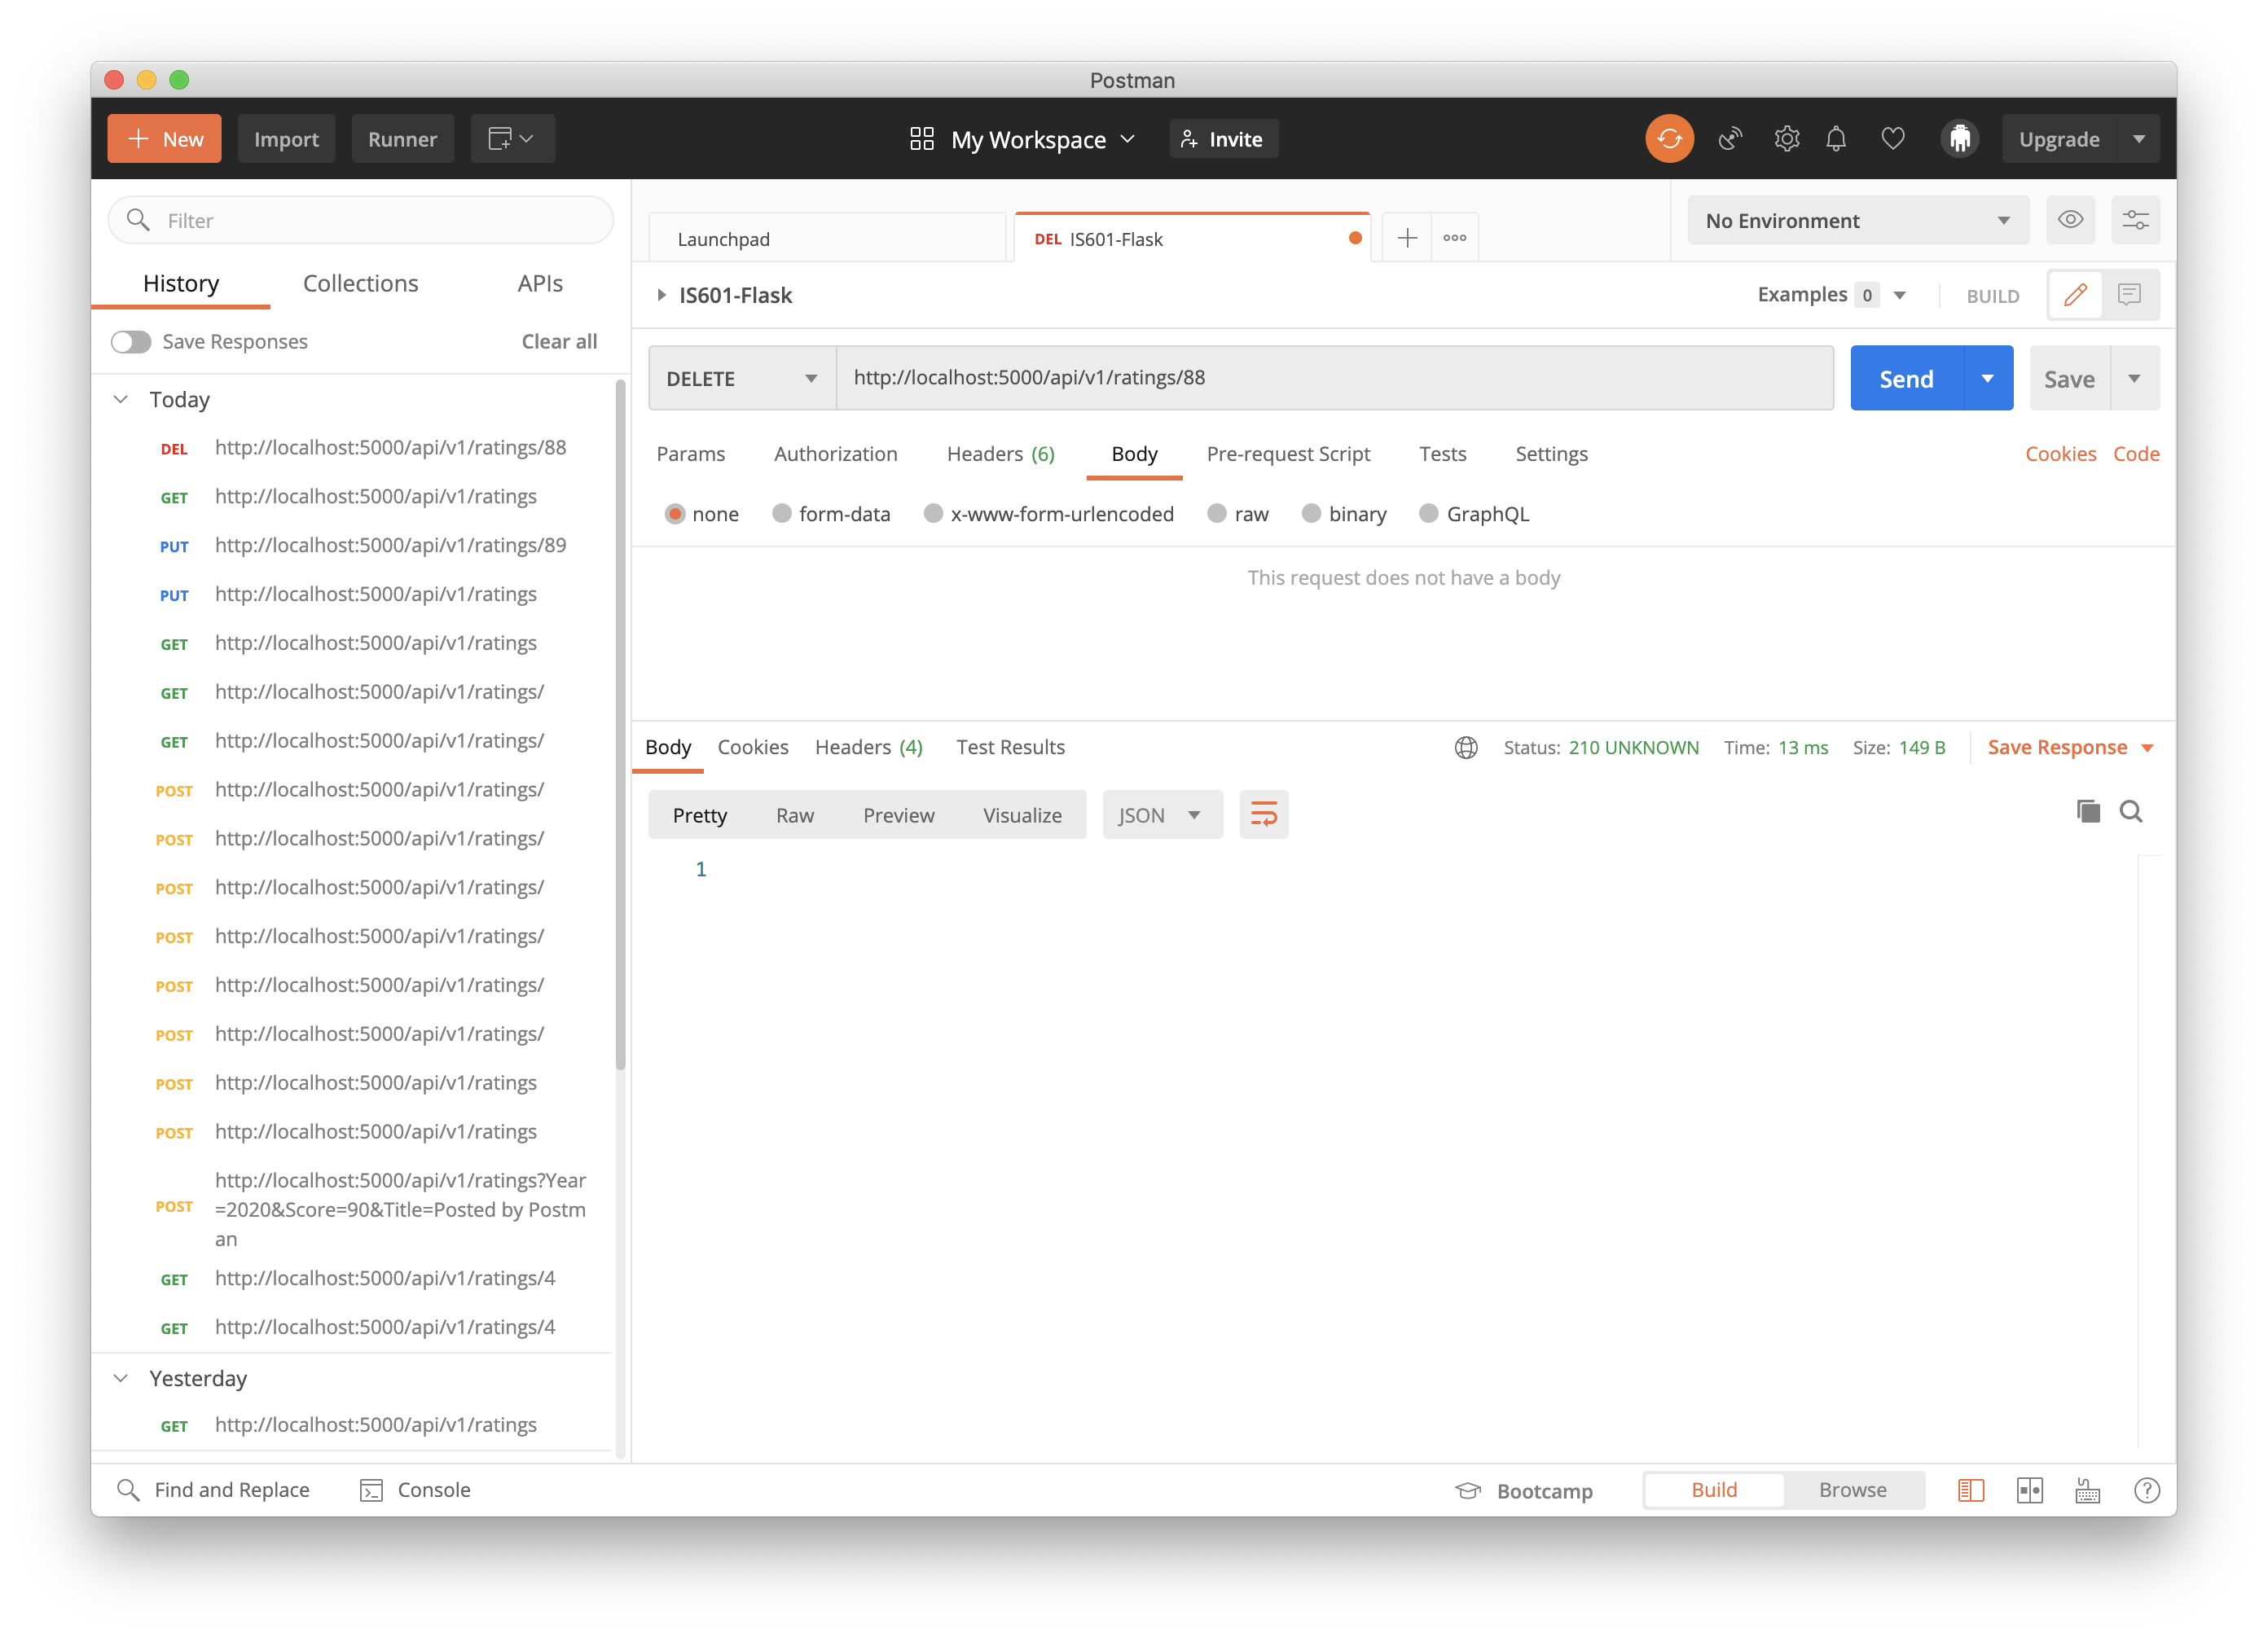 Postman
New
Import
Runner
My Workspace
Invite
Upgrade
Filter
History
Collections
APIs
Save Responses
Clear all
Today
DEL http://localhost:5000/api/v1/ratings/88
GET http://localhost:5000/api/v1/ratings
PUT http://localhost:5000/api/v1/ratings/89
PUT http://localhost:5000/api/v1/ratings
GET http://localhost:5000/api/v1/ratings
GET http://localhost:5000/api/v1/ratings/
GET http://localhost:5000/api/v1/ratings/
POST http://localhost:5000/api/v1/ratings/
POST http://localhost:5000/api/v1/ratings/
POST http://localhost:5000/api/v1/ratings/
POST http://localhost:5000/api/v1/ratings/
POST http://localhost:5000/api/v1/ratings/
POST http://localhost:5000/api/v1/ratings/
POST http://localhost:5000/api/v1/ratings
POST http://localhost:5000/api/v1/ratings
http://localhost:5000/api/v1/ratings?Year
POST =2020&Score=90&Title=Posted by Postm
an
GET http://localhost:5000/api/v1/ratings/4
GET http://localhost:5000/api/v1/ratings/4
Yesterday
GET http://localhost:5000/api/v1/ratings
Launchpad
DEL IS601-Flask
No Environment
IS601-Flask
Examples 0
BUILD
DELETE
http://localhost:5000/api/v1/ratings/88
Send
Save
Params
Authorization
Headers (6)
Body
Pre-request Script
Tests
Settings
Cookies
Code
none
form-data
x-www-form-urlencoded
raw
binary
GraphQL
This request does not have a body
Body
Cookies
Headers (4)
Test Results
Status: 210 UNKNOWN
Time: 13 ms
Size: 149 B
Save Response
Pretty
Raw
Preview
Visualize
JSON
1
Find and Replace
Console
Bootcamp
Build
Browse